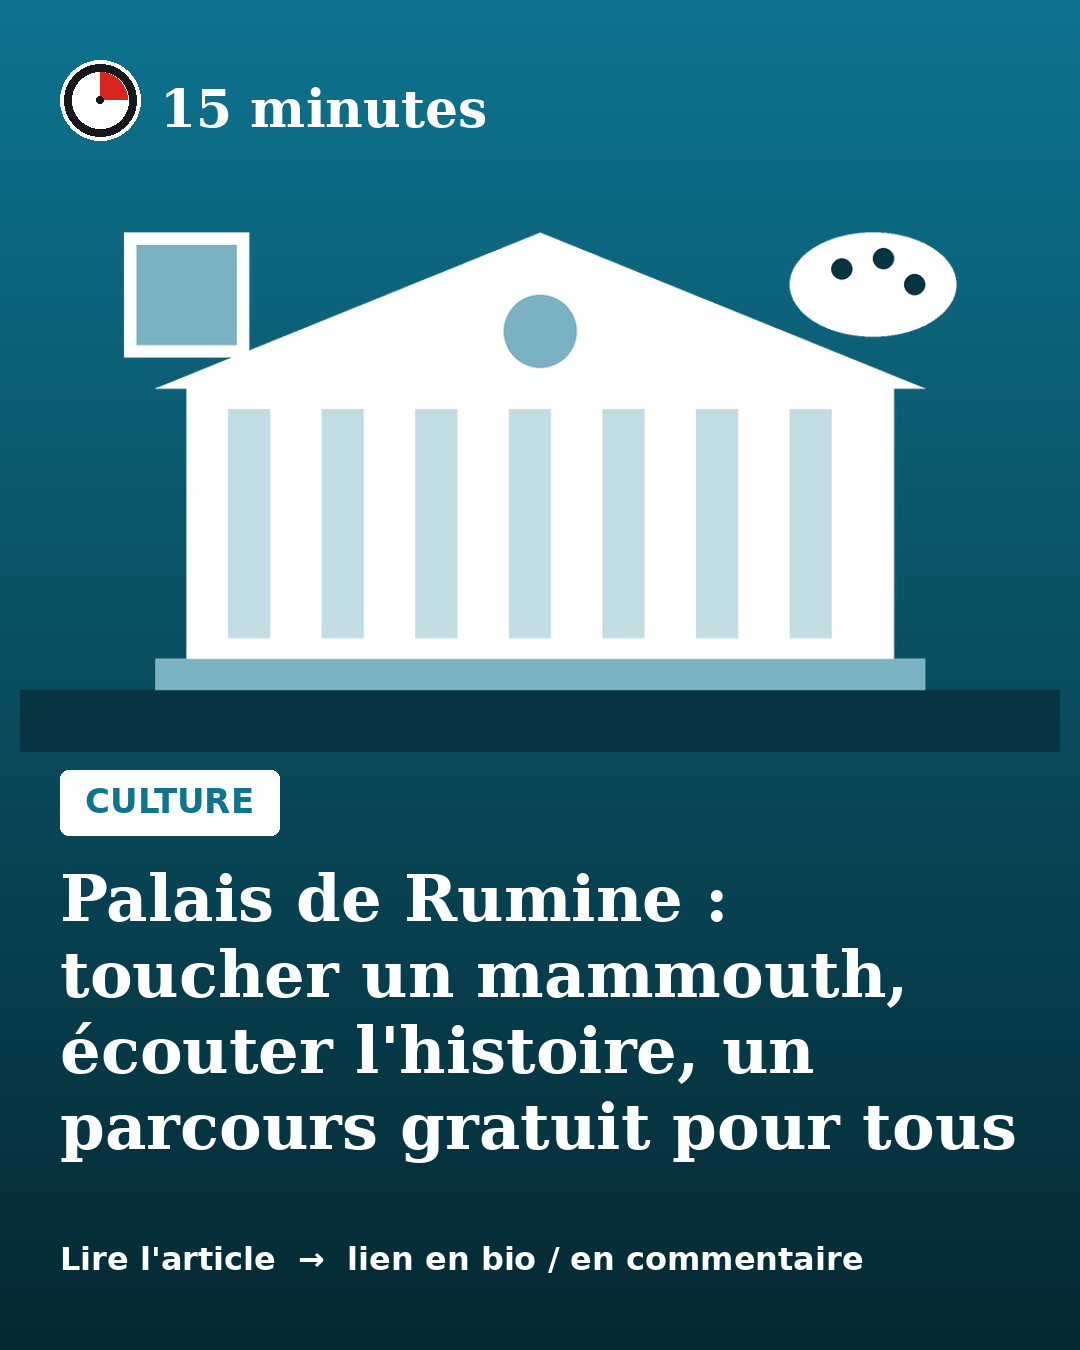 15 minutes
CULTURE
Palais de Rumine :
toucher un mammouth,
écouter l'histoire, un
parcours gratuit pour tous
Lire l'article → lien en bio / en commentaire